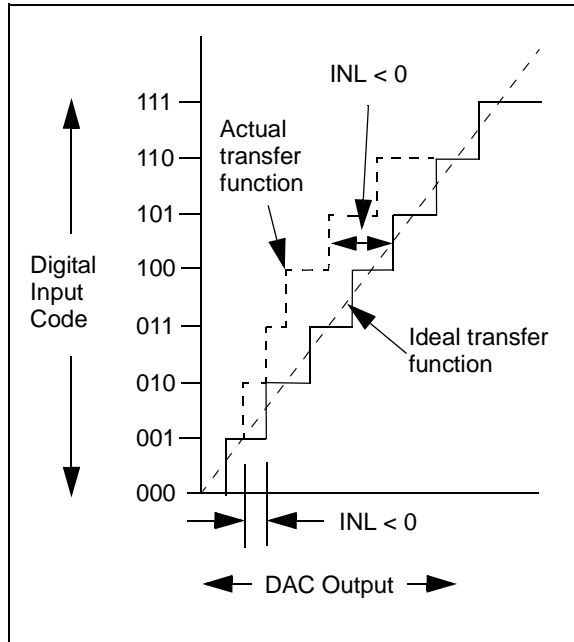 INL < 0
111
Actual
transfer
function
110
101
100
Digital
Input
Code
011
Ideal transfer
function
010
001
000
INL < 0
DAC Output